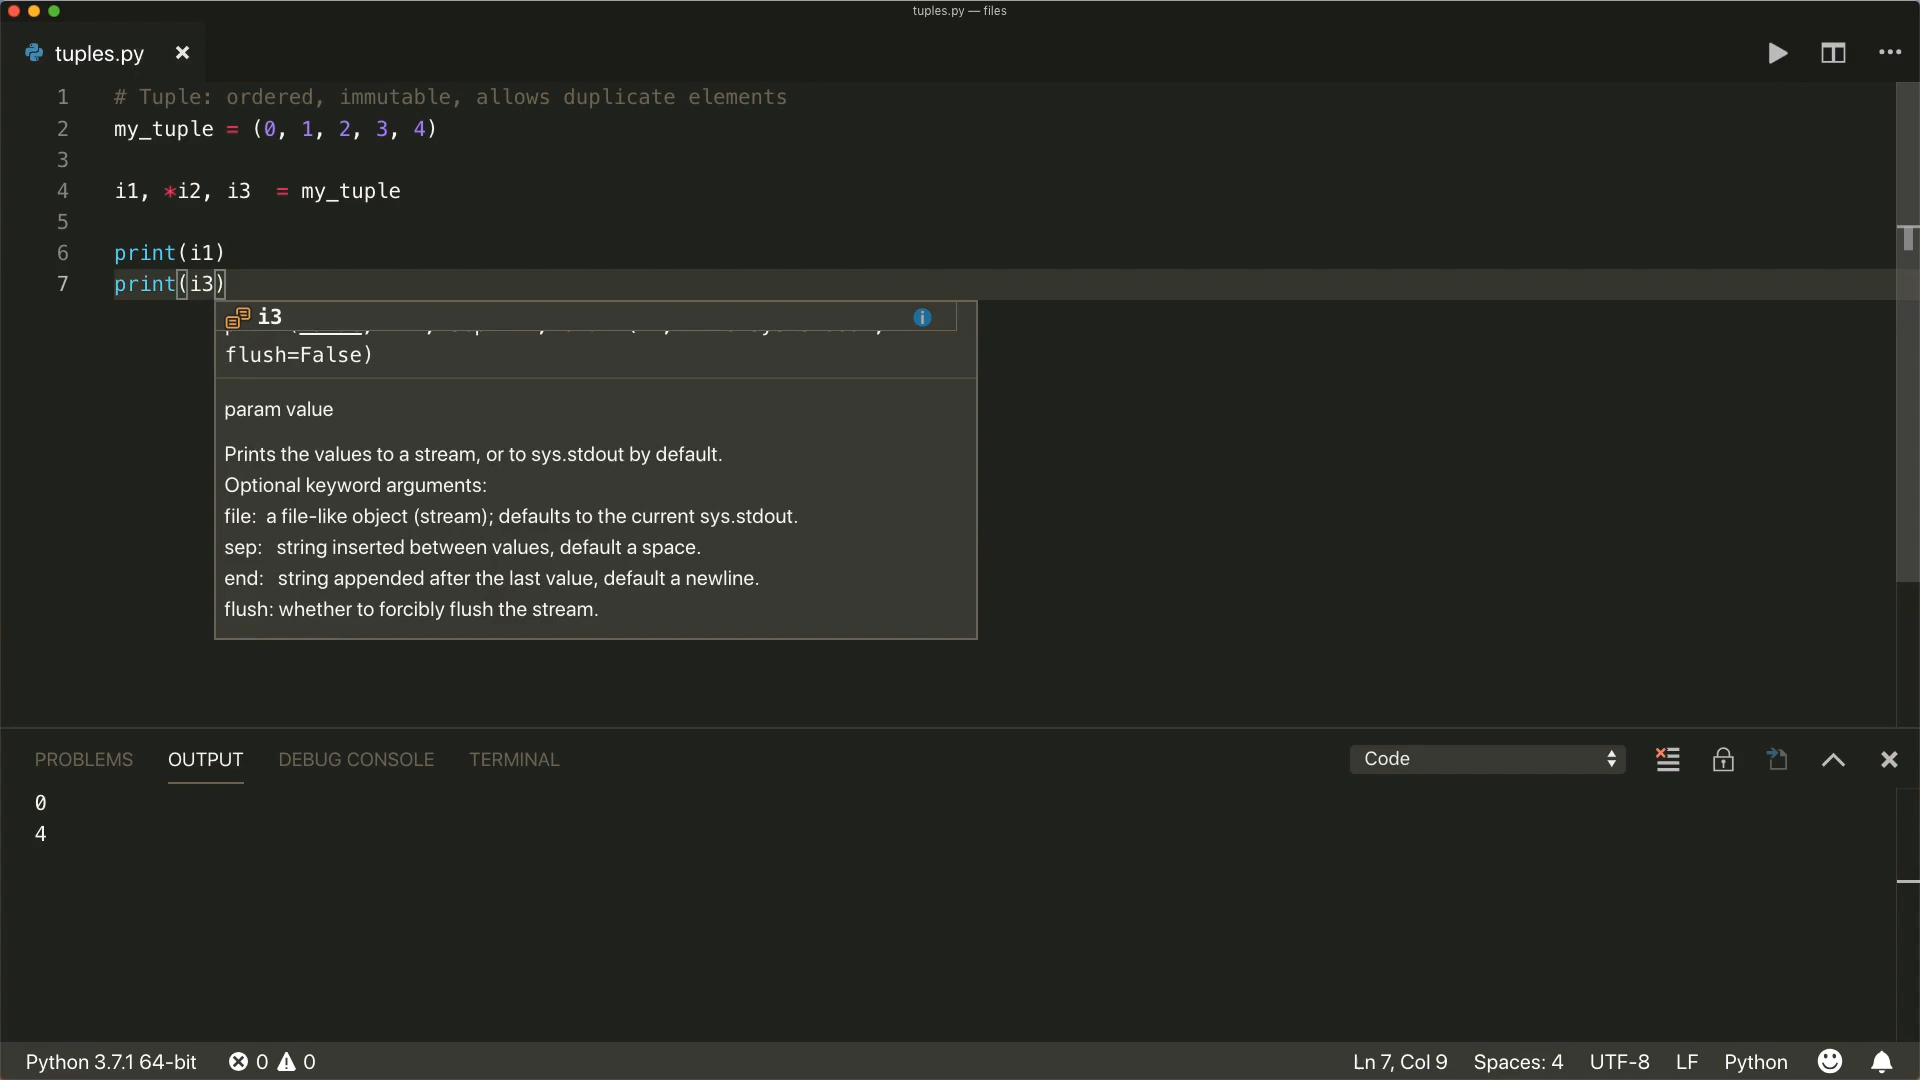 tuples.py — files
tuples.py
1 # Tuple: ordered, immutable, allows duplicate elements
2 my_tuple = (0, 1, 2, 3, 4)
3
4 i1, *i2, i3  = my_tuple
5
6 print(i1)
7 print(i3)
i3
flush=False)
param value
Prints the values to a stream, or to sys.stdout by default.
Optional keyword arguments:
file:  a file-like object (stream); defaults to the current sys.stdout.
sep:   string inserted between values, default a space.
end:   string appended after the last value, default a newline.
flush: whether to forcibly flush the stream.
PROBLEMS OUTPUT DEBUG CONSOLE TERMINAL Code
0
4
Python 3.7.1 64-bit 0 0 Ln 7, Col 9 Spaces: 4 UTF-8 LF Python